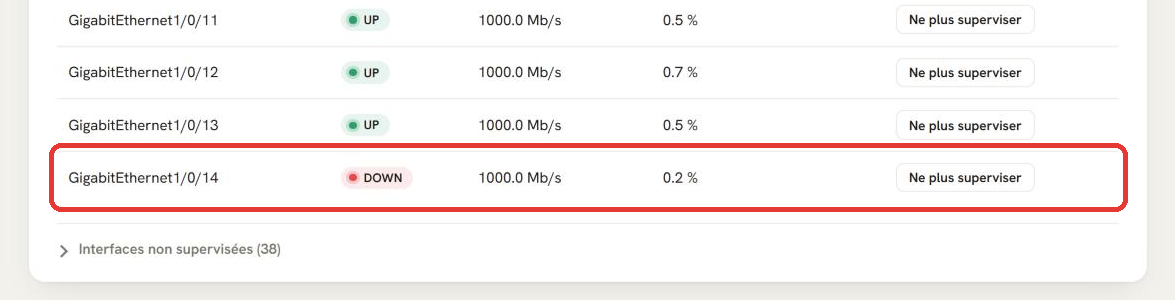 GigabitEthernet1/0/11 UP 1000.0 Mb/s 0.5 % Ne plus superviser
GigabitEthernet1/0/12 UP 1000.0 Mb/s 0.7 % Ne plus superviser
GigabitEthernet1/0/13 UP 1000.0 Mb/s 0.5 % Ne plus superviser
GigabitEthernet1/0/14 DOWN 1000.0 Mb/s 0.2 % Ne plus superviser
Interfaces non supervisées (38)